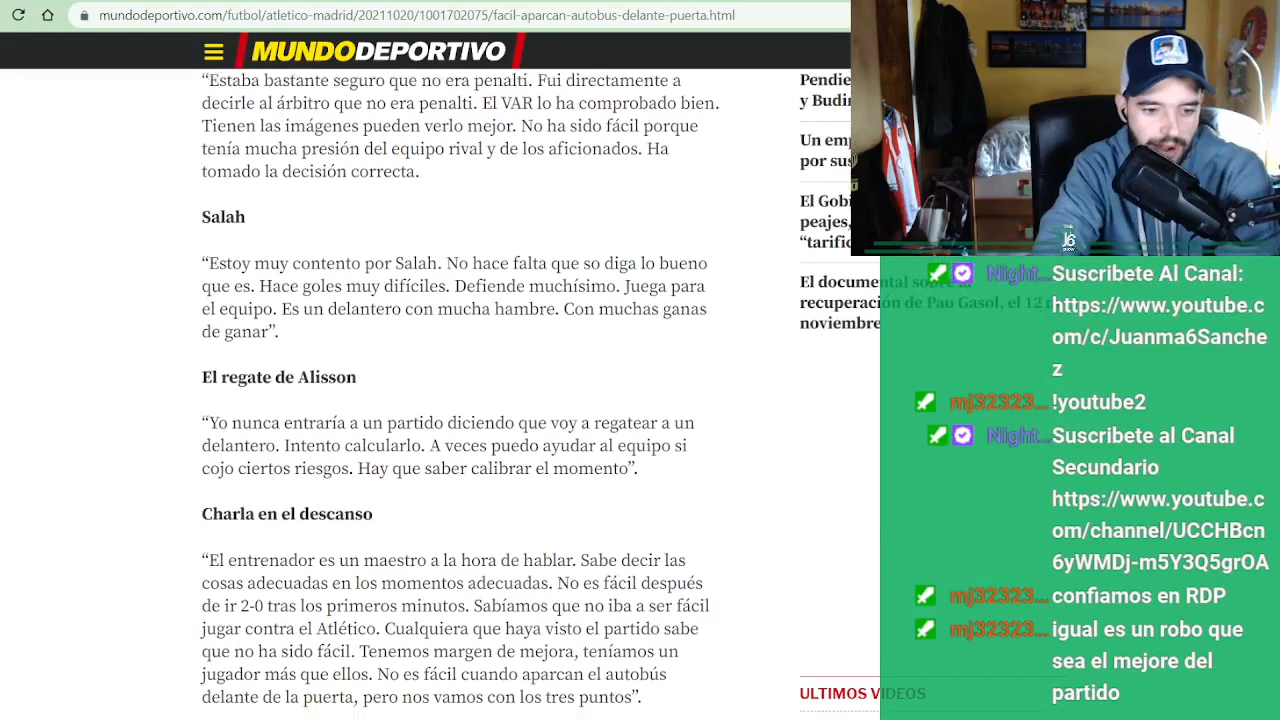 mundodeportivo.com/futbol/atletico-madrid/20211020/1001702075/facil-aparcan-autobus-delante-puerta.html
MUNDODEPORTIVO
“Estaba bastante seguro que no era penalti. Fui directamente a
decirle al árbitro que no era penalti. El VAR lo ha comprobado bien.
Tienen las imágenes pueden verlo mejor. No ha sido fácil porque
tenía mucha presión del equipo rival y de los aficionados. Ha
tomado la decisión correcta.
Salah
“Estoy muy contento por Salah. No hace falta que so diga lo bueno
que es. Hace goles muy difíciles. Defiende muchísimo. Juega para
el equipo. Es un delantero con mucha hambre. Con muchas ganas
de ganar”.
El regate de Alisson
“Yo nunca entraría a un partido diciendo que voy a regatear a un
delantero. Intento calcularlo. A veces puedo ayudar al equipo si
cojo ciertos riesgos. Hay que saber calibrar el momento”.
Charla en el descanso
“El entrenador es un maestro a la hora de hablar. Sabe decir las
cosas adecuadas en los momentos adecuadas. No es fácil después
de ir 2-0 tras los primeros minutos. Sabíamos que no iba a ser fácil
jugar contra el Atlético. Cualquiera que haya visto el partido sabe
que no ha sido fácil. Tenemos margen de mejora, teníamos un
jugador más que ellos. No es fácil cuando aparcan el autobús
delante de la puerta, pero nos vamos con los tres puntos”.
Pendie
y Budin
Un emp
por sus
El Gobi
peajes,
“tarific
El documental sobre la
recuperación de Pau Gasol, el 12 d
noviembre
ULTIMOS VIDEOS
Night... Suscribete Al Canal:
https://www.youtube.c
om/c/Juanma6Sanche
z
mj32323... !youtube2
Night... Suscribete al Canal
Secundario
https://www.youtube.c
om/channel/UCCHBcn
6yWMDj-m5Y3Q5grOA
mj32323... confiamos en RDP
mj32323... igual es un robo que
sea el mejore del
partido